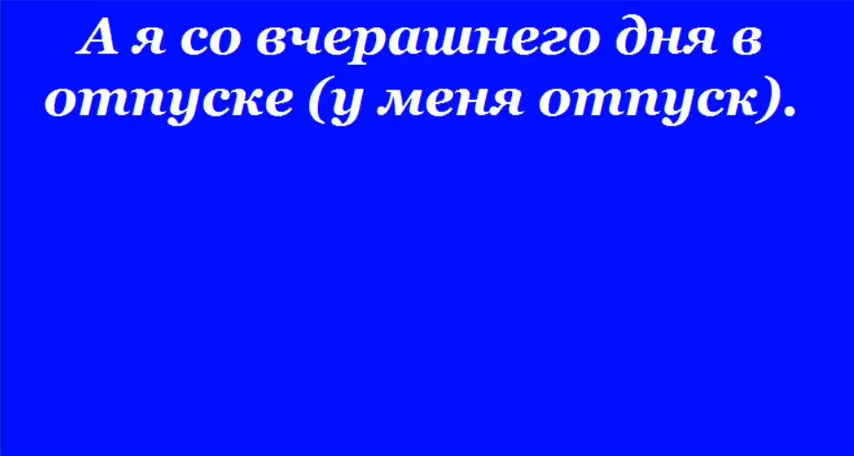 А я со вчерашнего дня в
отпуске (у меня отпуск).